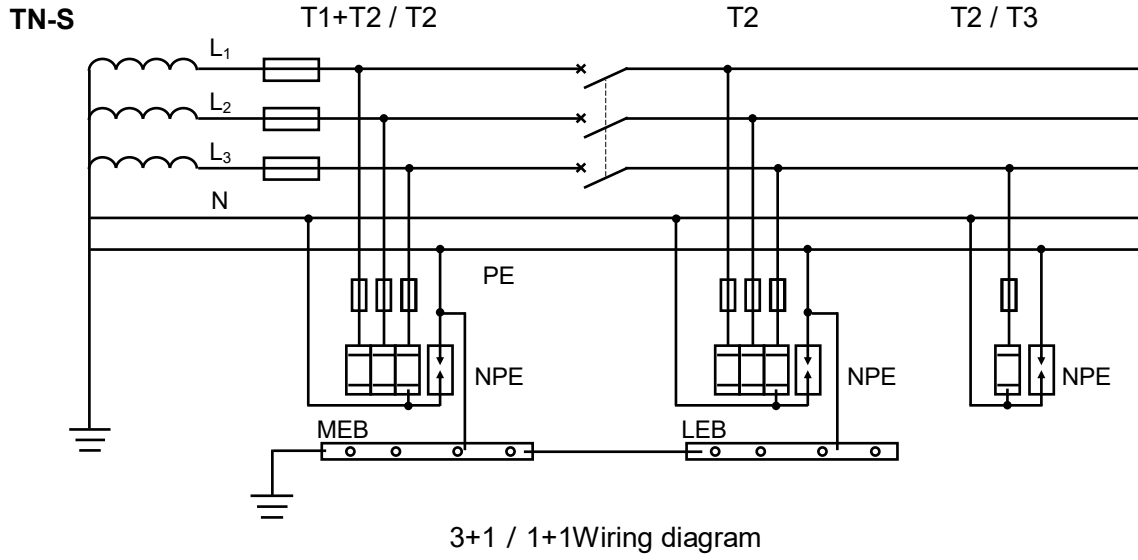 TN-S
T1+T2 / T2
T2
T2 / T3
L₁
L₂
L₃
N
PE
NPE
NPE
NPE
MEB
LEB
3+1 / 1+1Wiring diagram